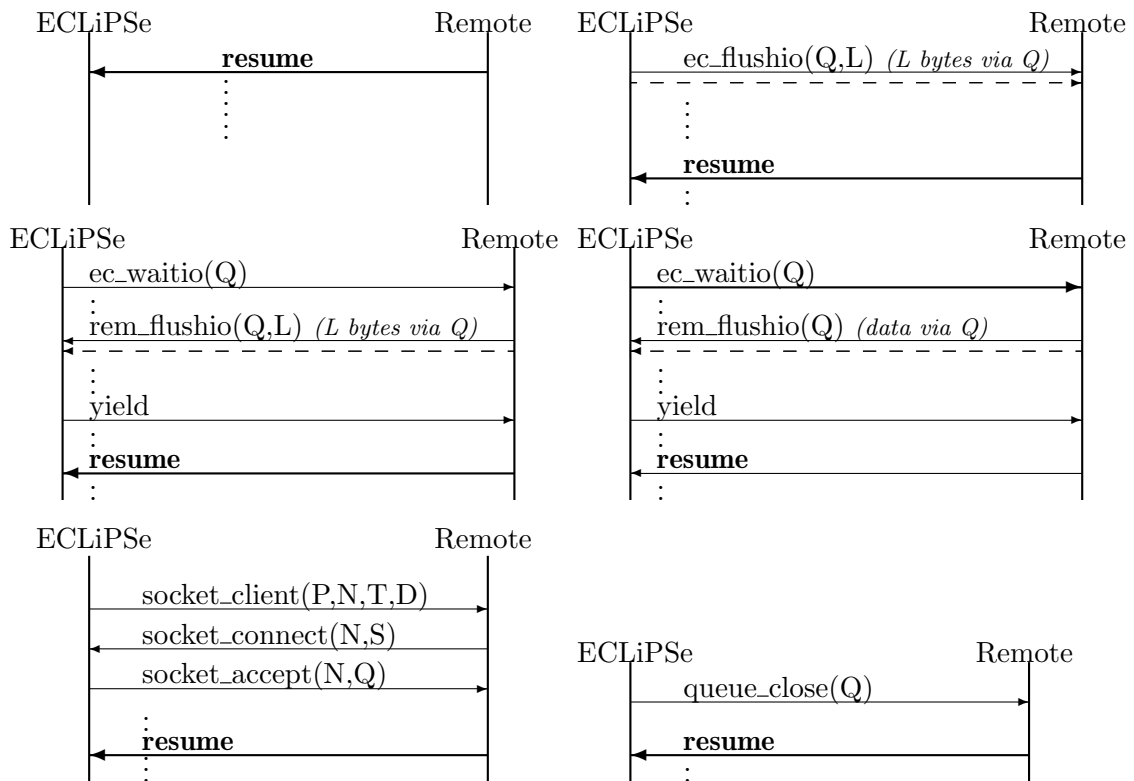 ECLiPSe Remote
resume
ECLiPSe Remote
ec_flushio(Q,L) (L bytes via Q)
resume
ECLiPSe Remote
ec_waitio(Q)
rem_flushio(Q,L) (L bytes via Q)
yield
resume
ECLiPSe Remote
ec_waitio(Q)
rem_flushio(Q) (data via Q)
yield
resume
ECLiPSe Remote
socket_client(P,N,T,D)
socket_connect(N,S)
socket_accept(N,Q)
resume
ECLiPSe Remote
queue_close(Q)
resume